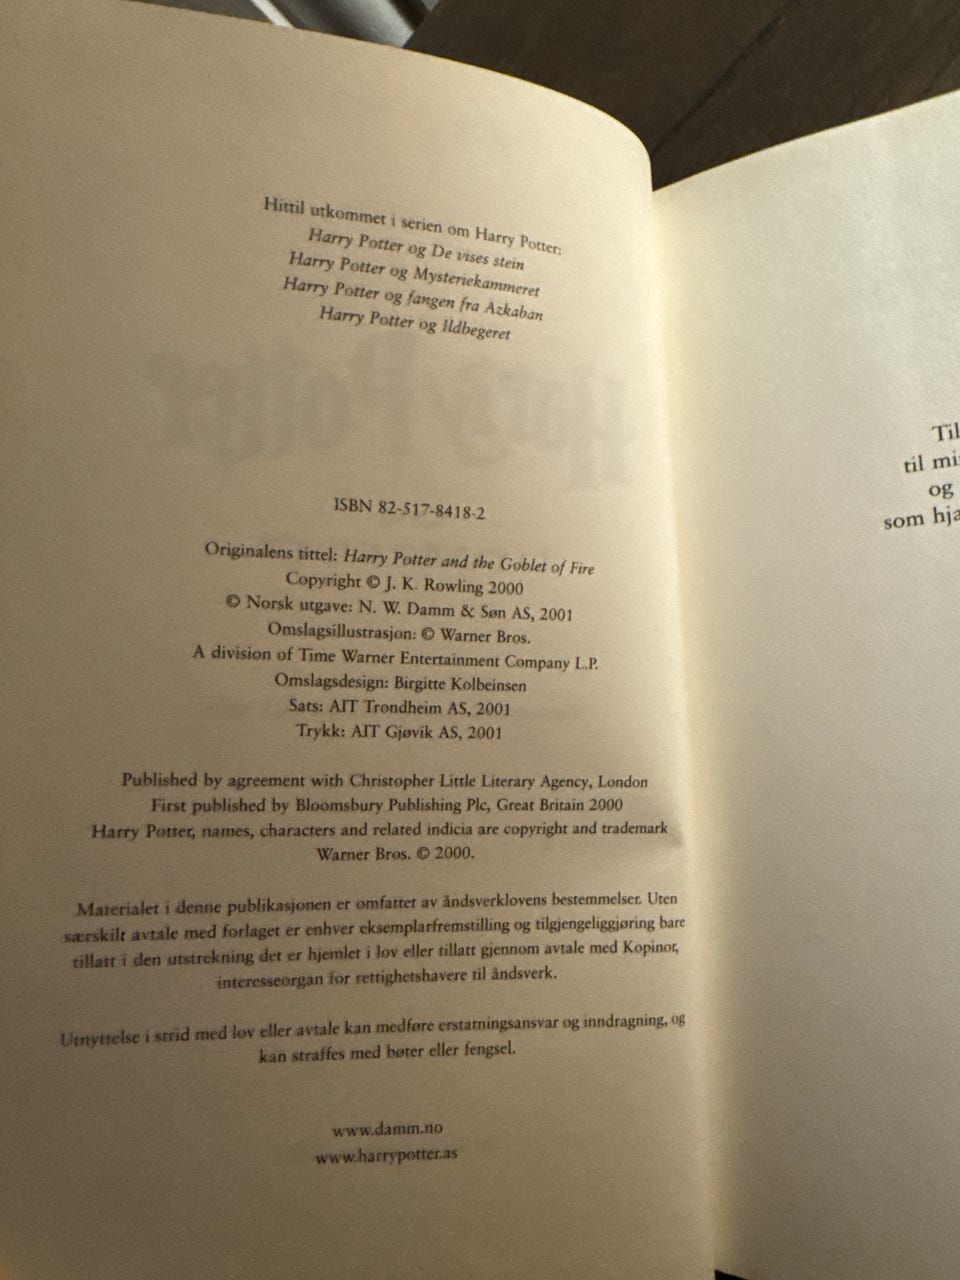 Hittil utkommet i serien om Harry Potter:
Harry Potter og De vises stein
Harry Potter og Mysteriekammeret
Harry Potter og fangen fra Azkaban
Harry Potter og Ildbegeret
ISBN 82-517-8418-2
Originalens tittel: Harry Potter and the Goblet of Fire
Copyright © J. K. Rowling 2000
© Norsk utgave: N. W. Damm & Søn AS, 2001
Omslagsillustrasjon: © Warner Bros.
A division of Time Warner Entertainment Company L.P.
Omslagsdesign: Birgitte Kolbeinsen
Sats: AIT Trondheim AS, 2001
Trykk: AIT Gjøvik AS, 2001
Published by agreement with Christopher Little Literary Agency, London
First published by Bloomsbury Publishing Plc, Great Britain 2000
Harry Potter, names, characters and related indicia are copyright and trademark
Warner Bros. © 2000.
Materialet i denne publikasjonen er omfattet av åndsverklovens bestemmelser. Uten
særskilt avtale med forlaget er enhver eksemplarfremstilling og tilgjengeliggjøring bare
tillatt i den utstrekning det er hjemlet i lov eller tillatt gjennom avtale med Kopinor,
interesseorgan for rettighetshavere til åndsverk.
Utnyttelse i strid med lov eller avtale kan medføre erstatningsansvar og inndragning, og
kan straffes med bøter eller fengsel.
www.damm.no
www.harrypotter.as
Til
til mi
og
som hja